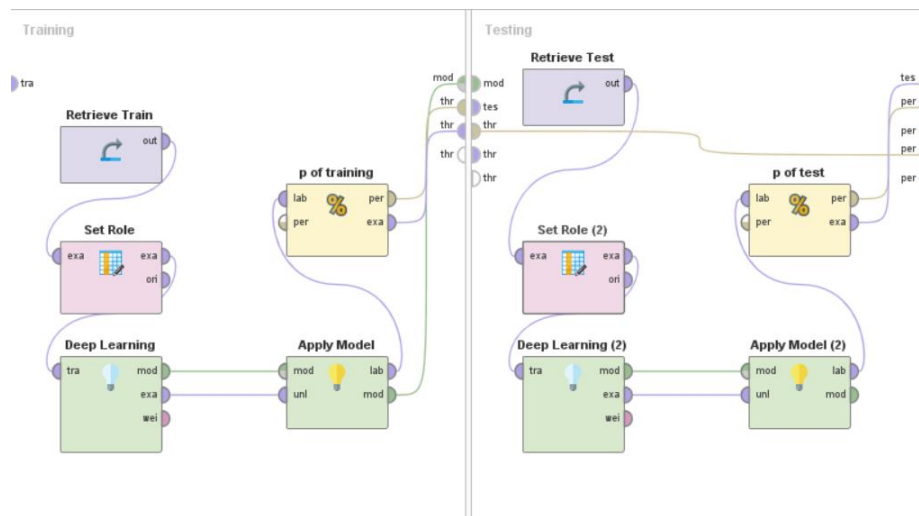 Training
tra
Retrieve Train
out
Set Role
exa exa
ori
Deep Learning
tra mod
exa
wei
p of training
lab per
per exa
Apply Model
mod lab
unl mod
mod
thr
thr
thr
Testing
mod
tes
thr
thr
thr
Retrieve Test
out
Set Role (2)
exa exa
ori
Deep Learning (2)
tra mod
exa
wei
p of test
lab per
per exa
Apply Model (2)
mod lab
unl mod
tes
per
per
per
per